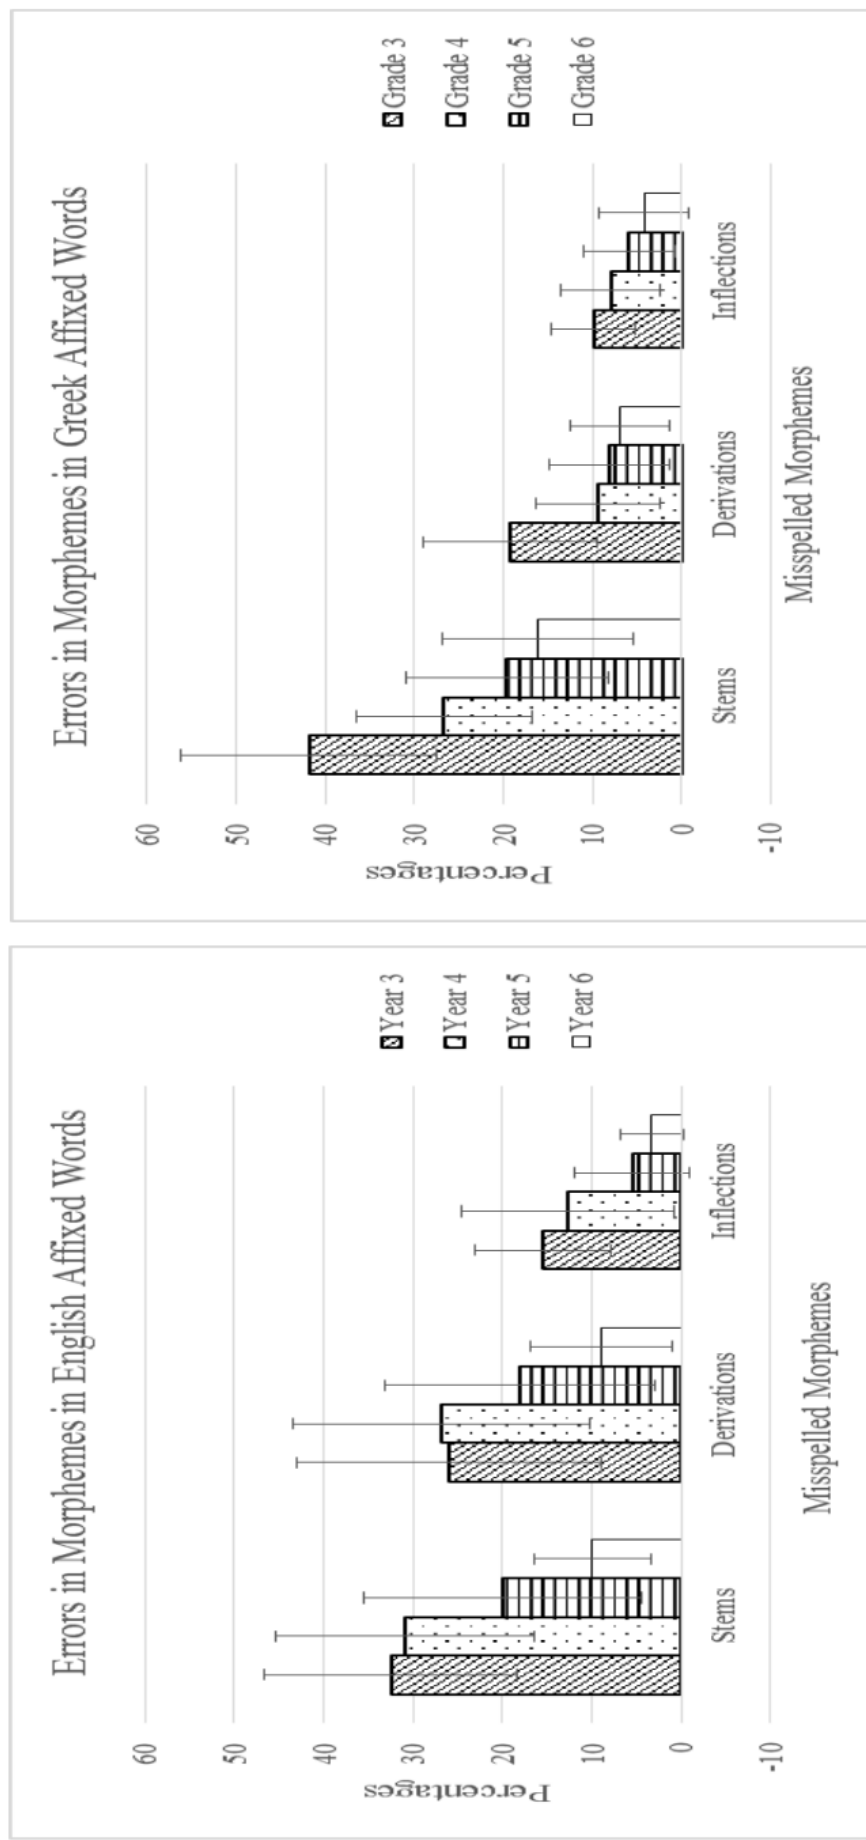 Errors in Morphemes in English Affixed Words
60
50
40
30
20
10
0
-10
Percentages
Stems
Derivations
Inflections
Misspelled Morphemes
Year 3
Year 4
Year 5
Year 6
Errors in Morphemes in Greek Affixed Words
60
50
40
30
20
10
0
-10
Percentages
Stems
Derivations
Inflections
Misspelled Morphemes
Grade 3
Grade 4
Grade 5
Grade 6